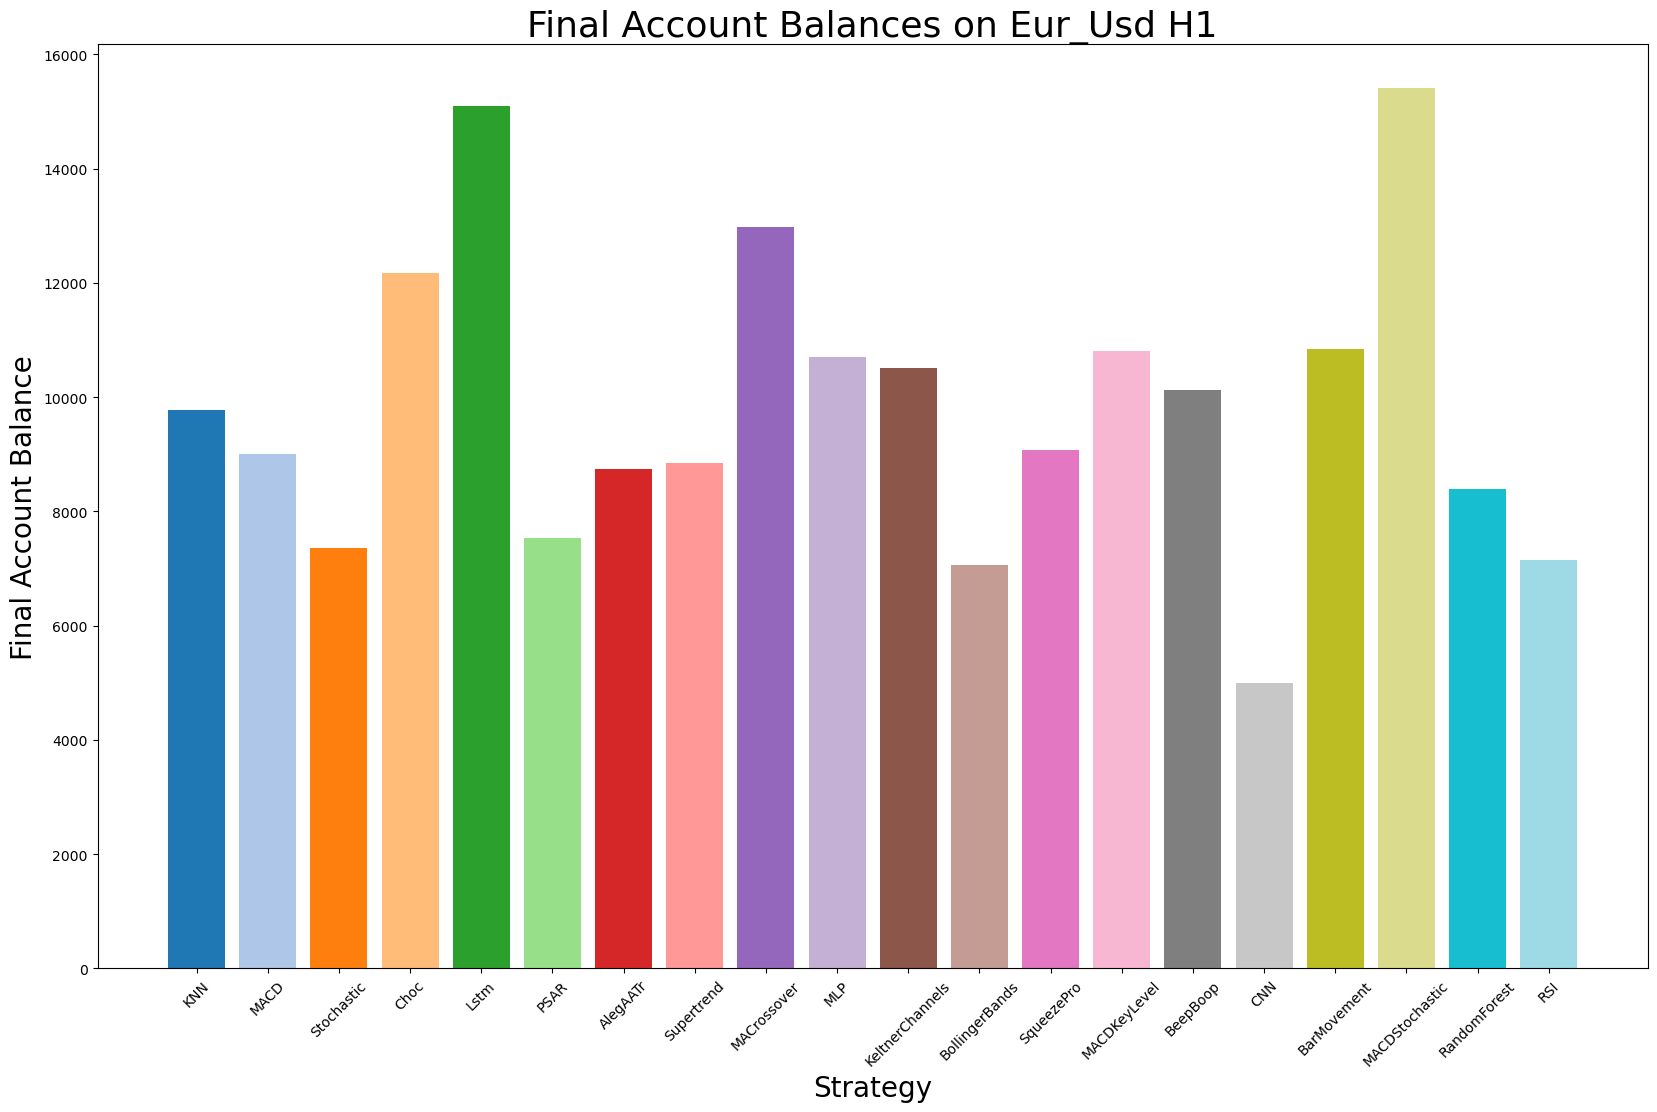 Final Account Balances on Eur_Usd H1
Final Account Balance
16000
14000
12000
10000
8000
6000
4000
2000
0
KNN
MACD
Stochastic
Choc
Lstm
PSAR
AlegAATr
Supertrend
MACrossover
MLP
KeltnerChannels
BollingerBands
SqueezePro
MACDKeyLevel
BeepBoop
CNN
BarMovement
MACDStochastic
RandomForest
RSI
Strategy